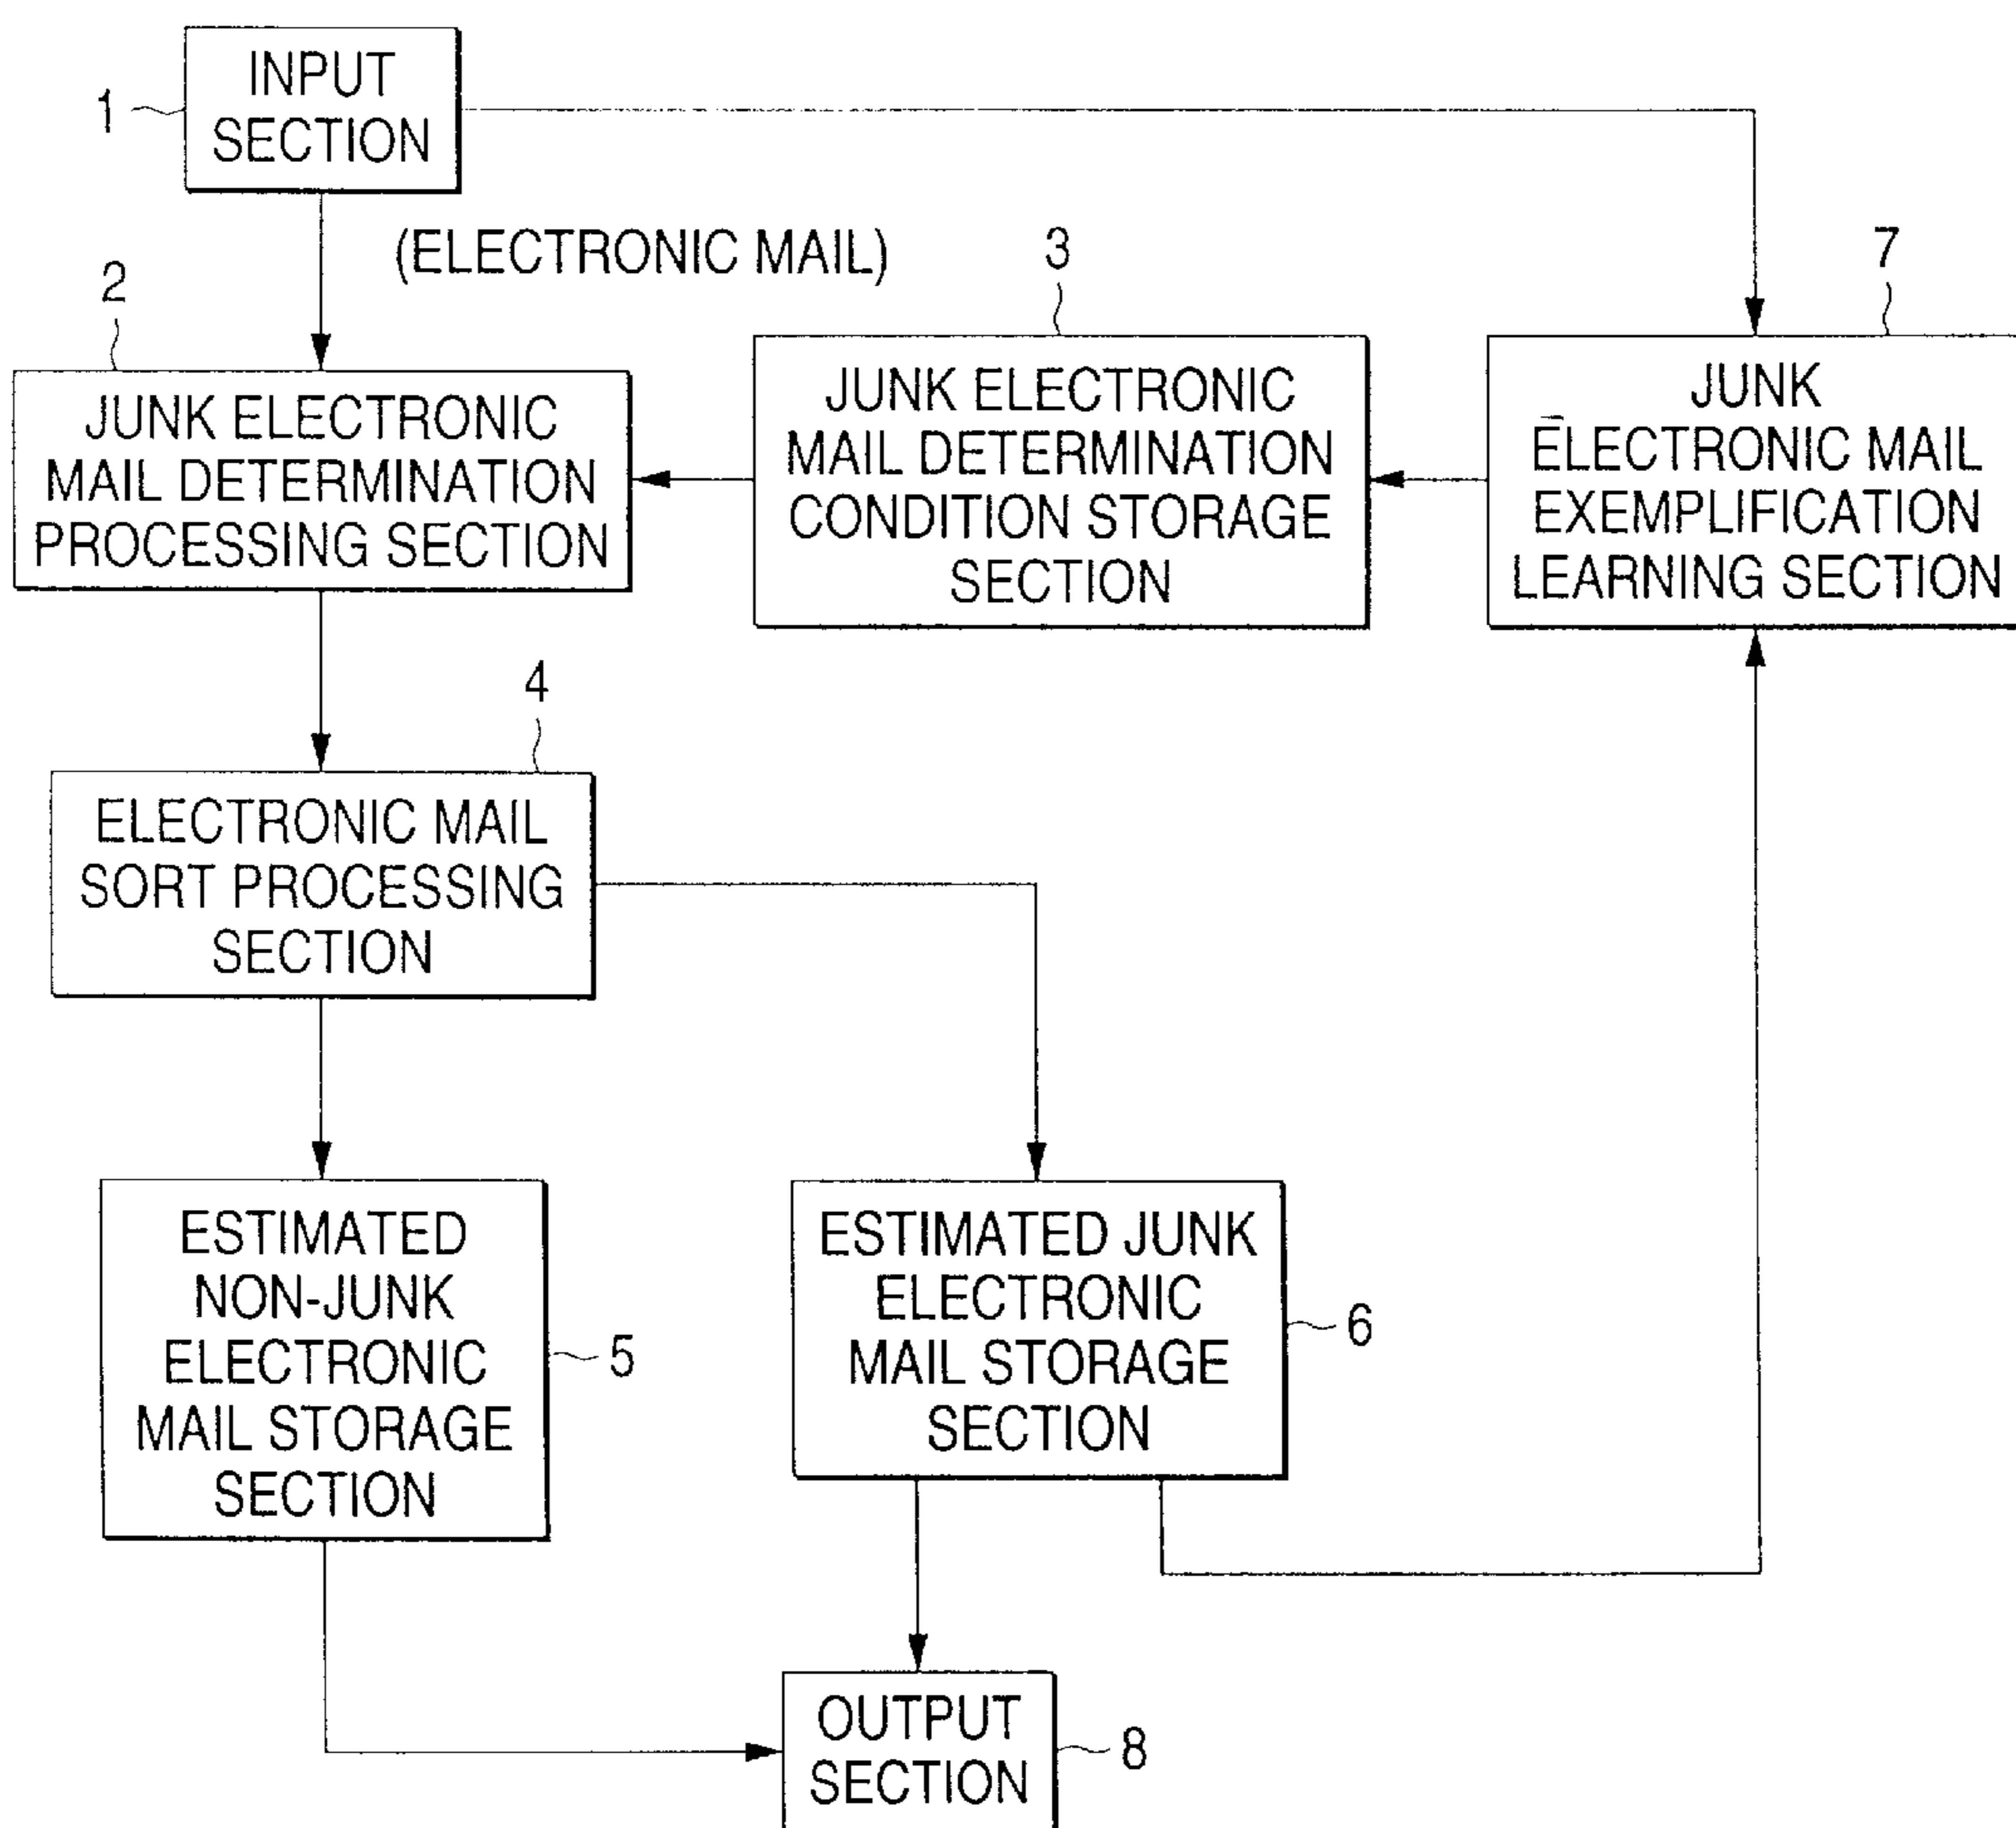 INPUT
SECTION
1
(ELECTRONIC MAIL)
2
JUNK ELECTRONIC
MAIL DETERMINATION
PROCESSING SECTION
3
JUNK ELECTRONIC
MAIL DETERMINATION
CONDITION STORAGE
SECTION
7
JUNK
ELECTRONIC MAIL
EXEMPLIFICATION
LEARNING SECTION
4
ELECTRONIC MAIL
SORT PROCESSING
SECTION
ESTIMATED
NON-JUNK
ELECTRONIC
MAIL STORAGE
SECTION
5
ESTIMATED JUNK
ELECTRONIC
MAIL STORAGE
SECTION
6
OUTPUT
SECTION
8